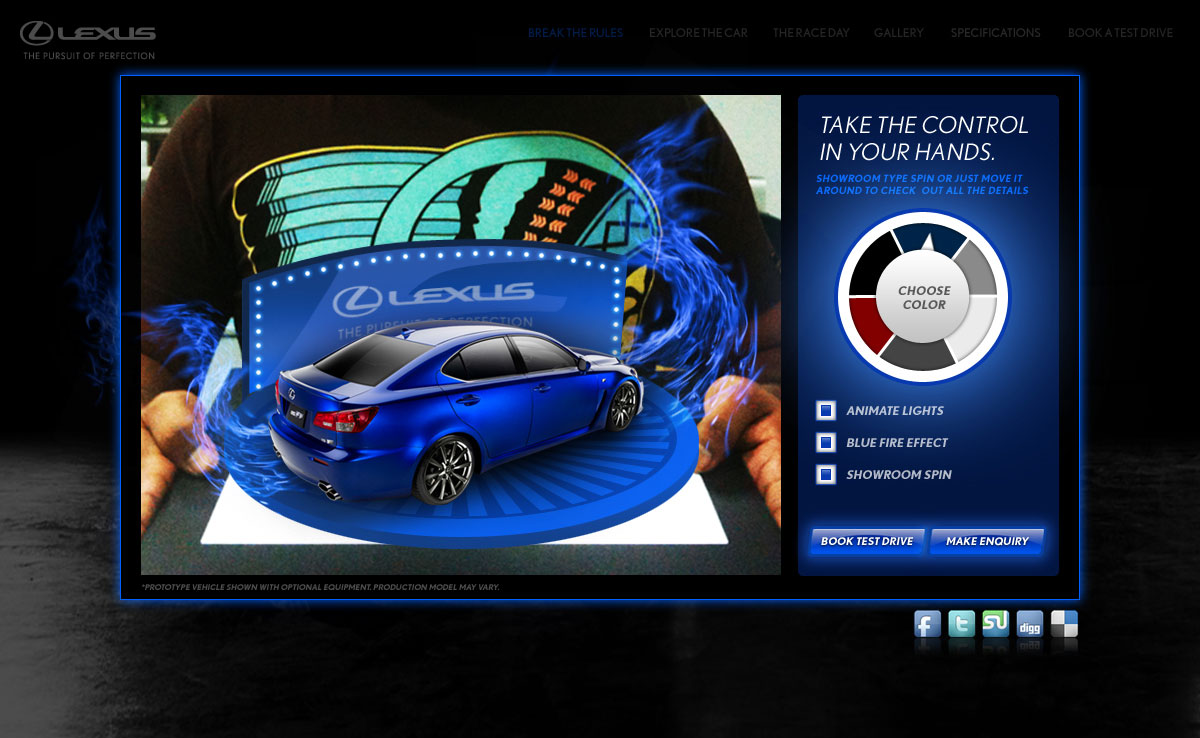 LEXUS
THE PURSUIT OF PERFECTION
BREAK THE RULES
EXPLORE THE CAR
THE RACE DAY
GALLERY
SPECIFICATIONS
BOOK A TEST DRIVE
LEXUS
THE PURSUIT OF PERFECTION
TAKE THE CONTROL
IN YOUR HANDS.
SHOWROOM TYPE SPIN OR JUST MOVE IT
AROUND TO CHECK OUT ALL THE DETAILS
CHOOSE
COLOR
ANIMATE LIGHTS
BLUE FIRE EFFECT
SHOWROOM SPIN
BOOK TEST DRIVE
MAKE ENQUIRY
*PROTOTYPE VEHICLE SHOWN WITH OPTIONAL EQUIPMENT. PRODUCTION MODEL MAY VARY.
f
t
SU
digg